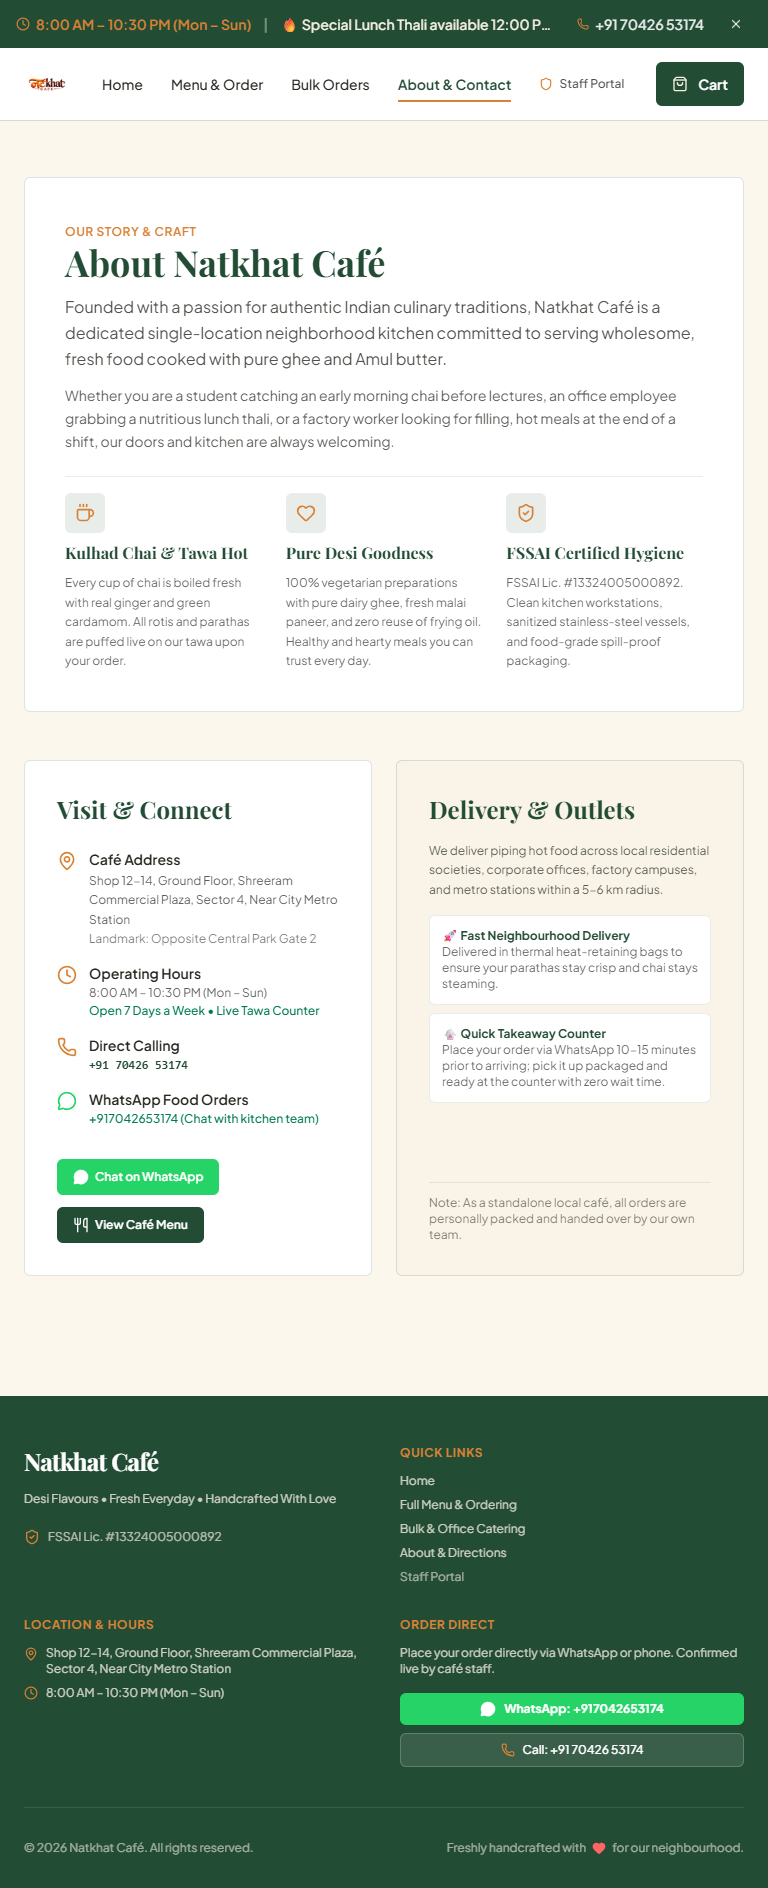 8:00 AM – 10:30 PM (Mon – Sun) | 🔥 Special Lunch Thali available 12:00 P... +91 70426 53174 ×
नटkhat
CAFE
Home Menu & Order Bulk Orders About & Contact Staff Portal Cart
OUR STORY & CRAFT
About Natkhat Café
Founded with a passion for authentic Indian culinary traditions, Natkhat Café is a
dedicated single-location neighborhood kitchen committed to serving wholesome,
fresh food cooked with pure ghee and Amul butter.
Whether you are a student catching an early morning chai before lectures, an office employee
grabbing a nutritious lunch thali, or a factory worker looking for filling, hot meals at the end of a
shift, our doors and kitchen are always welcoming.
Kulhad Chai & Tawa Hot
Every cup of chai is boiled fresh
with real ginger and green
cardamom. All rotis and parathas
are puffed live on our tawa upon
your order.
Pure Desi Goodness
100% vegetarian preparations
with pure dairy ghee, fresh malai
paneer, and zero reuse of frying oil.
Healthy and hearty meals you can
trust every day.
FSSAI Certified Hygiene
FSSAI Lic. #13324005000892.
Clean kitchen workstations,
sanitized stainless-steel vessels,
and food-grade spill-proof
packaging.
Visit & Connect
Café Address
Shop 12-14, Ground Floor, Shreeram
Commercial Plaza, Sector 4, Near City Metro
Station
Landmark: Opposite Central Park Gate 2
Operating Hours
8:00 AM – 10:30 PM (Mon – Sun)
Open 7 Days a Week • Live Tawa Counter
Direct Calling
+91 70426 53174
WhatsApp Food Orders
+917042653174 (Chat with kitchen team)
Chat on WhatsApp
View Café Menu
Delivery & Outlets
We deliver piping hot food across local residential
societies, corporate offices, factory campuses,
and metro stations within a 5-6 km radius.
🚀 Fast Neighbourhood Delivery
Delivered in thermal heat-retaining bags to
ensure your parathas stay crisp and chai stays
steaming.
Quick Takeaway Counter
Place your order via WhatsApp 10-15 minutes
prior to arriving; pick it up packaged and
ready at the counter with zero wait time.
Note: As a standalone local café, all orders are
personally packed and handed over by our own
team.
Natkhat Café
Desi Flavours • Fresh Everyday • Handcrafted With Love
FSSAI Lic. #13324005000892
QUICK LINKS
Home
Full Menu & Ordering
Bulk & Office Catering
About & Directions
Staff Portal
LOCATION & HOURS
Shop 12-14, Ground Floor, Shreeram Commercial Plaza,
Sector 4, Near City Metro Station
8:00 AM – 10:30 PM (Mon – Sun)
ORDER DIRECT
Place your order directly via WhatsApp or phone. Confirmed
live by café staff.
WhatsApp: +917042653174
Call: +91 70426 53174
© 2026 Natkhat Café. All rights reserved.
Freshly handcrafted with ❤ for our neighbourhood.